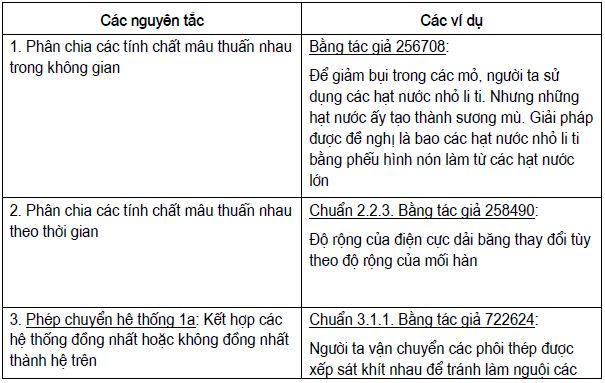 Các nguyên tắc
Các ví dụ
1. Phân chia các tính chất mâu thuẫn nhau
trong không gian
Bằng tác giả 256708:
Để giảm bụi trong các mỏ, người ta sử
dụng các hạt nước nhỏ li ti. Nhưng những
hạt nước ấy tạo thành sương mù. Giải pháp
được đề nghị là bao các hạt nước nhỏ li ti
bằng phễu hình nón làm từ các hạt nước
lớn
2. Phân chia các tính chất mâu thuẫn nhau
theo thời gian
Chuẩn 2.2.3. Bằng tác giả 258490:
Độ rộng của điện cực dải băng thay đổi tùy
theo độ rộng của mối hàn
3. Phép chuyển hệ thống 1a: Kết hợp các
hệ thống đồng nhất hoặc không đồng nhất
thành hệ trên
Chuẩn 3.1.1. Bằng tác giả 722624:
Người ta vận chuyển các phôi thép được
xếp sát khít nhau để tránh làm nguội các